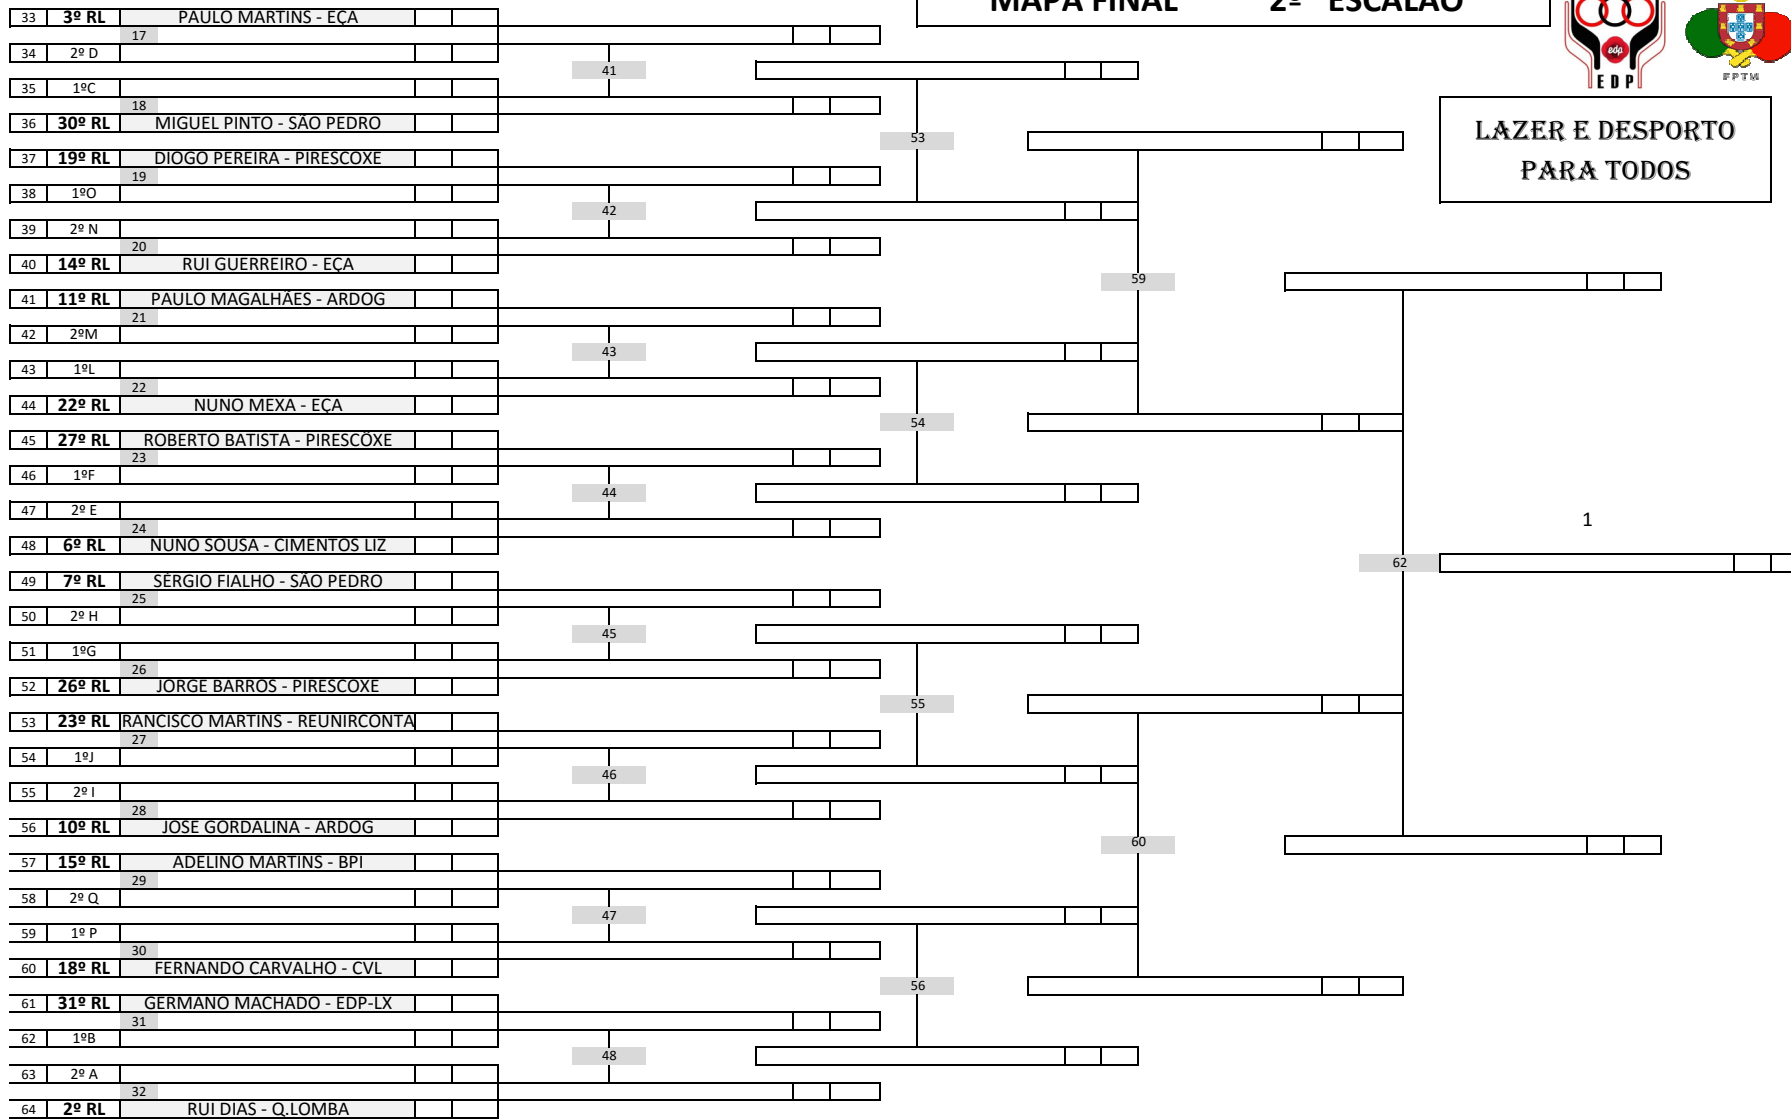 MAPA FINAL 2º ESCALÃO
edp
EDP
FPTM
LAZER E DESPORTO
PARA TODOS
33 3º RL PAULO MARTINS - EÇA
17
34 2º D
41
35 1ºC
18
36 30º RL MIGUEL PINTO - SÃO PEDRO
53
37 19º RL DIOGO PEREIRA - PIRESCOXE
19
38 1ºO
42
39 2º N
20
40 14º RL RUI GUERREIRO - EÇA
59
41 11º RL PAULO MAGALHÃES - ARDOG
21
42 2ºM
43
43 1ºL
22
44 22º RL NUNO MEXA - EÇA
54
45 27º RL ROBERTO BATISTA - PIRESCÔXE
23
46 1ºF
44
47 2º E
24
1
48 6º RL NUNO SOUSA - CIMENTOS LIZ
62
49 7º RL SÉRGIO FIALHO - SÃO PEDRO
25
50 2º H
45
51 1ºG
26
52 26º RL JORGE BARROS - PIRESCOXE
55
53 23º RL RANCISCO MARTINS - REUNIRCONTA
27
54 1ºJ
46
55 2º I
28
56 10º RL JOSÉ GORDALINA - ARDOG
60
57 15º RL ADELINO MARTINS - BPI
29
58 2º Q
47
59 1º P
30
60 18º RL FERNANDO CARVALHO - CVL
56
61 31º RL GERMANO MACHADO - EDP-LX
31
62 1ºB
48
63 2º A
32
64 2º RL RUI DIAS - Q.LOMBA